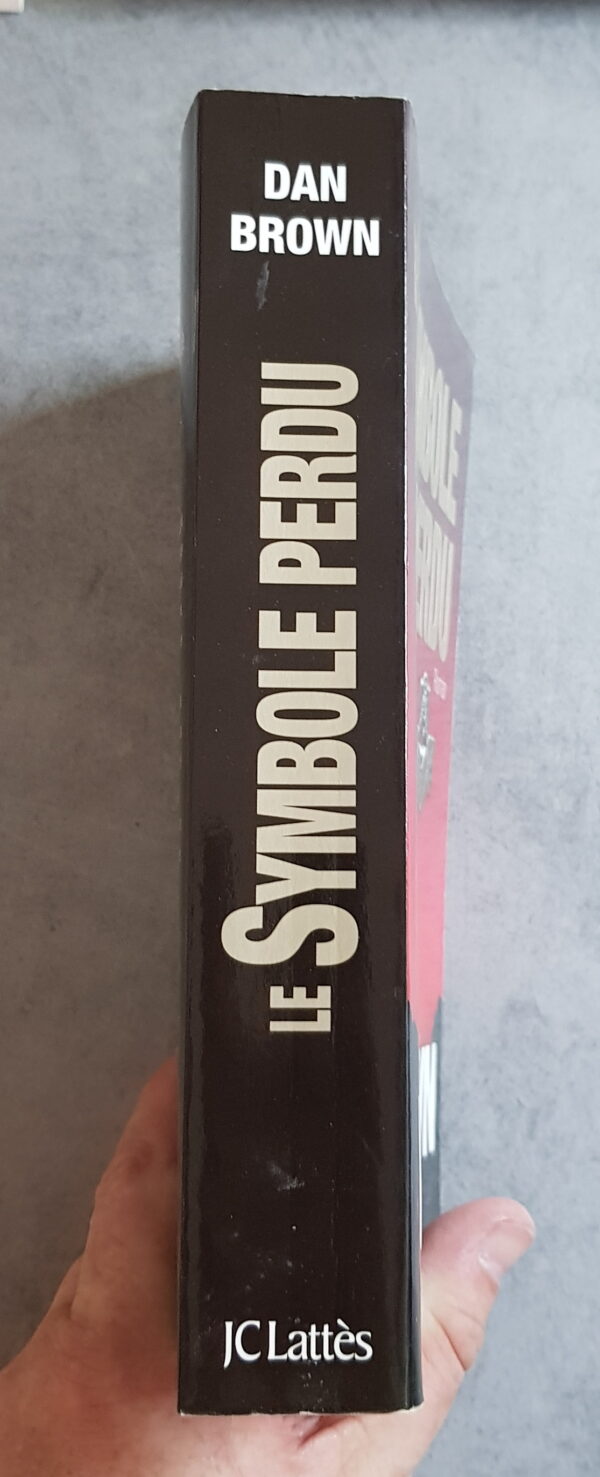 DAN
BROWN
LE SYMBOLE PERDU
JC Lattès